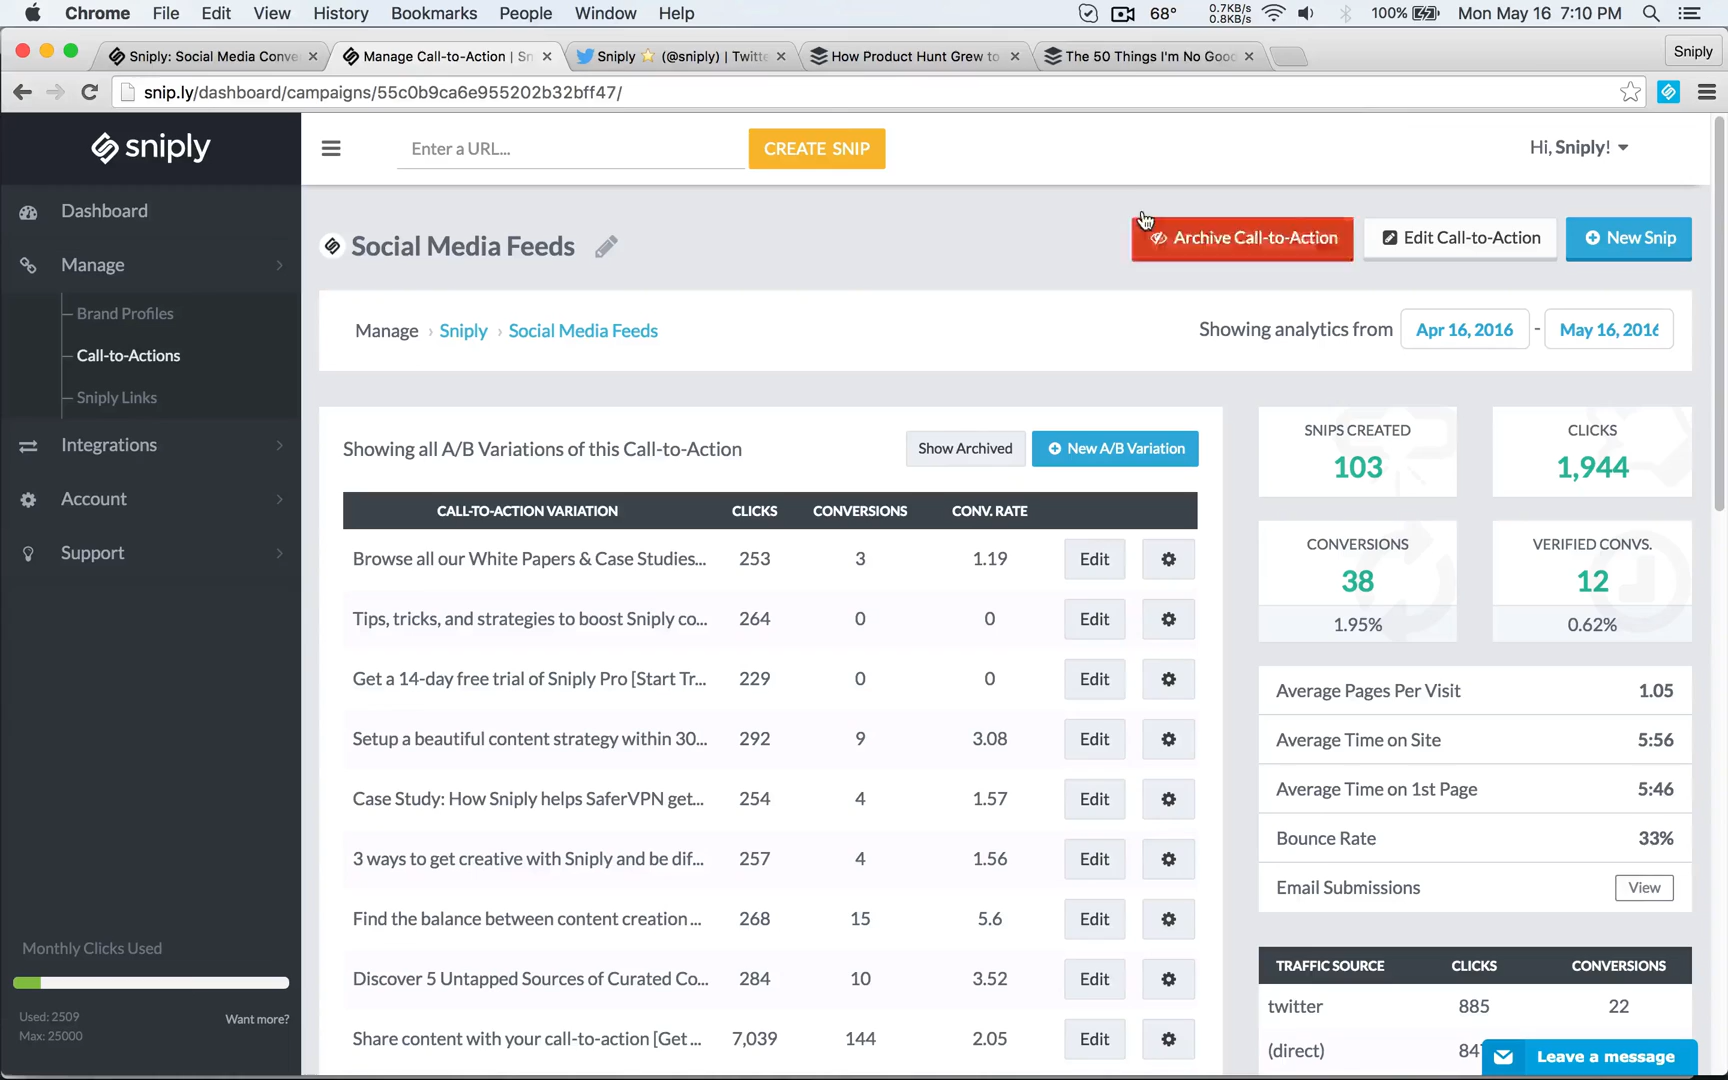 Chrome File Edit View History Bookmarks People Window Help 68° 0.7KB/s 0.8KB/s 100% Mon May 16 7:10 PM
Sniply: Social Media Conve
Manage Call-to-Action | Sn
Sniply ⭐ (@sniply) | Twitte
How Product Hunt Grew to
The 50 Things I'm No Good
Sniply
snip.ly/dashboard/campaigns/55c0b9ca6e955202b32bff47/
sniply
Enter a URL...
CREATE SNIP
Hi, Sniply!
Dashboard
Manage
Brand Profiles
Call-to-Actions
Sniply Links
Integrations
Account
Support
Monthly Clicks Used
Used: 2509
Max: 25000
Want more?
Social Media Feeds
Archive Call-to-Action
Edit Call-to-Action
New Snip
Manage › Sniply › Social Media Feeds
Showing analytics from Apr 16, 2016 - May 16, 2016
Showing all A/B Variations of this Call-to-Action
Show Archived
New A/B Variation
CALL-TO-ACTION VARIATION CLICKS CONVERSIONS CONV. RATE
Browse all our White Papers & Case Studies... 253 3 1.19 Edit
Tips, tricks, and strategies to boost Sniply co... 264 0 0 Edit
Get a 14-day free trial of Sniply Pro [Start Tr... 229 0 0 Edit
Setup a beautiful content strategy within 30... 292 9 3.08 Edit
Case Study: How Sniply helps SaferVPN get... 254 4 1.57 Edit
3 ways to get creative with Sniply and be dif... 257 4 1.56 Edit
Find the balance between content creation ... 268 15 5.6 Edit
Discover 5 Untapped Sources of Curated Co... 284 10 3.52 Edit
Share content with your call-to-action [Get ... 7,039 144 2.05 Edit
SNIPS CREATED
103
CLICKS
1,944
CONVERSIONS
38
1.95%
VERIFIED CONVS.
12
0.62%
Average Pages Per Visit 1.05
Average Time on Site 5:56
Average Time on 1st Page 5:46
Bounce Rate 33%
Email Submissions View
TRAFFIC SOURCE CLICKS CONVERSIONS
twitter 885 22
(direct)
Leave a message